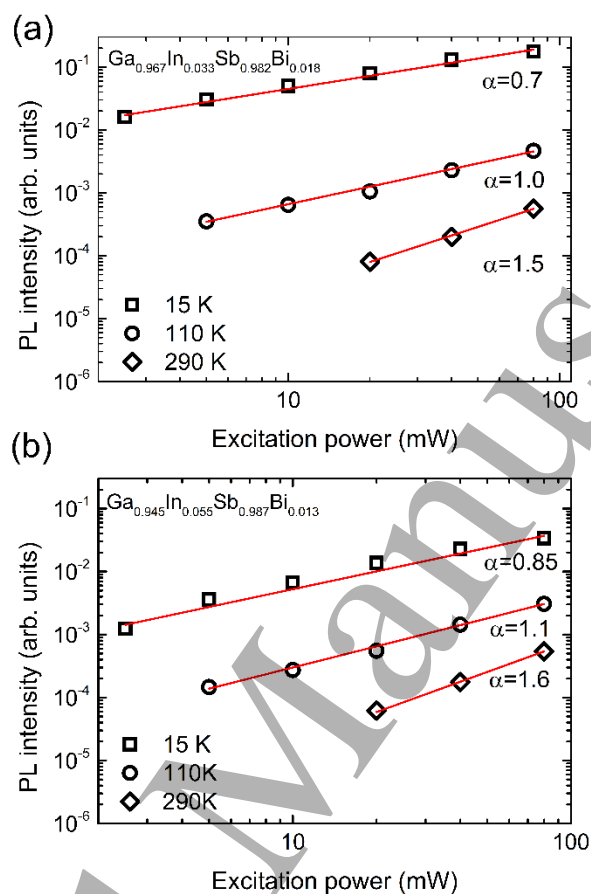 (a)
Ga0.967In0.033Sb0.982Bi0.018
10-1
10-2
10-3
10-4
10-5
10-6
PL intensity (arb. units)
α=0.7
α=1.0
α=1.5
15 K
110 K
290 K
10
100
Excitation power (mW)
(b)
Ga0.945In0.055Sb0.987Bi0.013
10-1
10-2
10-3
10-4
10-5
10-6
PL intensity (arb. units)
α=0.85
α=1.1
α=1.6
15 K
110K
290K
10
100
Excitation power (mW)
Manus